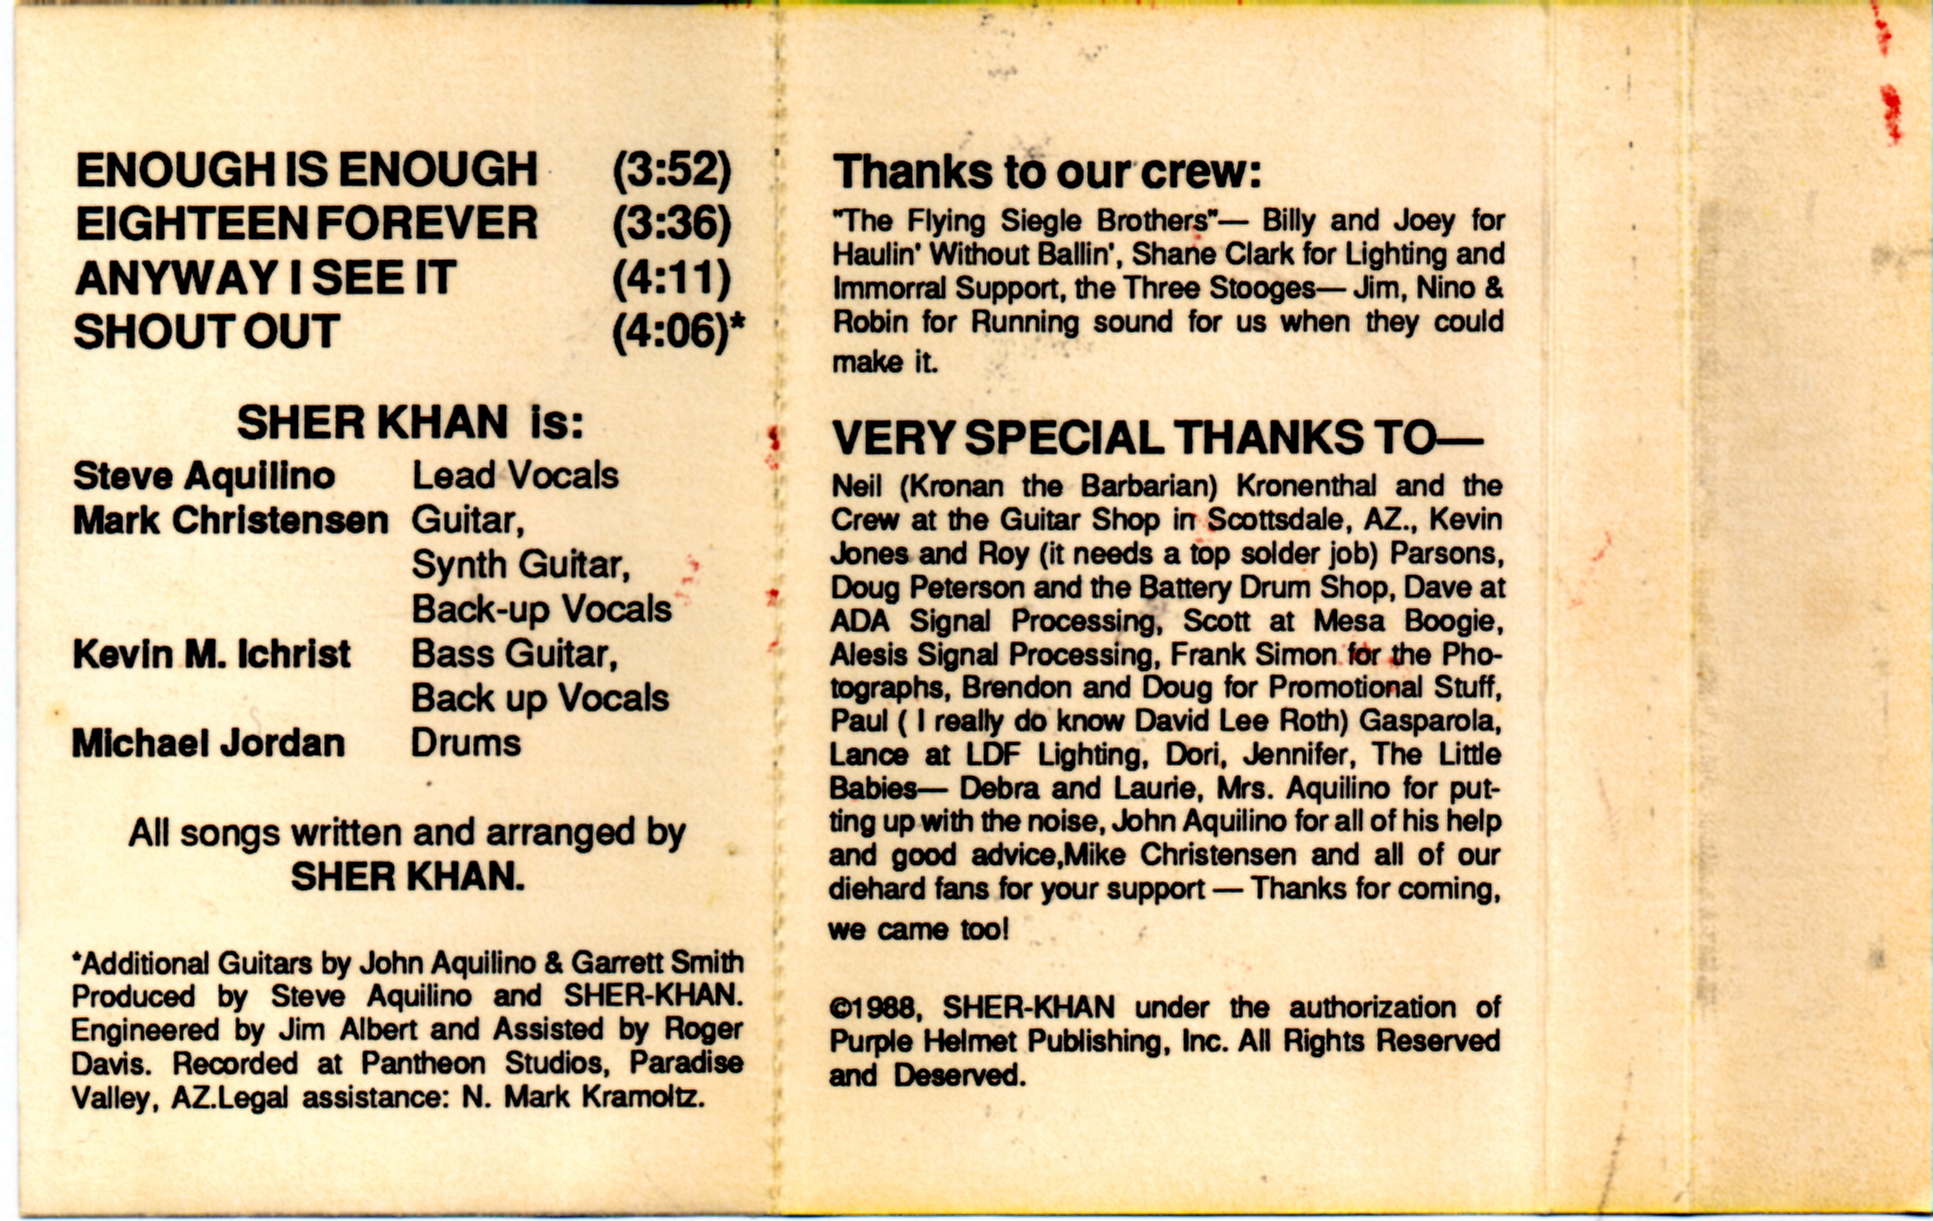 ENOUGH IS ENOUGH (3:52)
EIGHTEEN FOREVER (3:36)
ANYWAY I SEE IT (4:11)
SHOUT OUT (4:06)*
SHER KHAN is:
Steve Aquilino Lead Vocals
Mark Christensen Guitar,
Synth Guitar,
Back-up Vocals
Kevin M. Ichrist Bass Guitar,
Back up Vocals
Michael Jordan Drums
All songs written and arranged by
SHER KHAN.
*Additional Guitars by John Aquilino & Garrett Smith
Produced by Steve Aquilino and SHER-KHAN.
Engineered by Jim Albert and Assisted by Roger
Davis. Recorded at Pantheon Studios, Paradise
Valley, AZ.Legal assistance: N. Mark Kramoltz.
Thanks to our crew:
"The Flying Siegle Brothers"— Billy and Joey for
Haulin' Without Ballin', Shane Clark for Lighting and
Immorral Support, the Three Stooges— Jim, Nino &
Robin for Running sound for us when they could
make it.
VERY SPECIAL THANKS TO—
Neil (Kronan the Barbarian) Kronenthal and the
Crew at the Guitar Shop in Scottsdale, AZ., Kevin
Jones and Roy (it needs a top solder job) Parsons,
Doug Peterson and the Battery Drum Shop, Dave at
ADA Signal Processing, Scott at Mesa Boogie,
Alesis Signal Processing, Frank Simon for the Pho-
tographs, Brendon and Doug for Promotional Stuff,
Paul ( I really do know David Lee Roth) Gasparola,
Lance at LDF Lighting, Dori, Jennifer, The Little
Babies— Debra and Laurie, Mrs. Aquilino for put-
ting up with the noise, John Aquilino for all of his help
and good advice,Mike Christensen and all of our
diehard fans for your support — Thanks for coming,
we came too!
©1988, SHER-KHAN under the authorization of
Purple Helmet Publishing, Inc. All Rights Reserved
and Deserved.